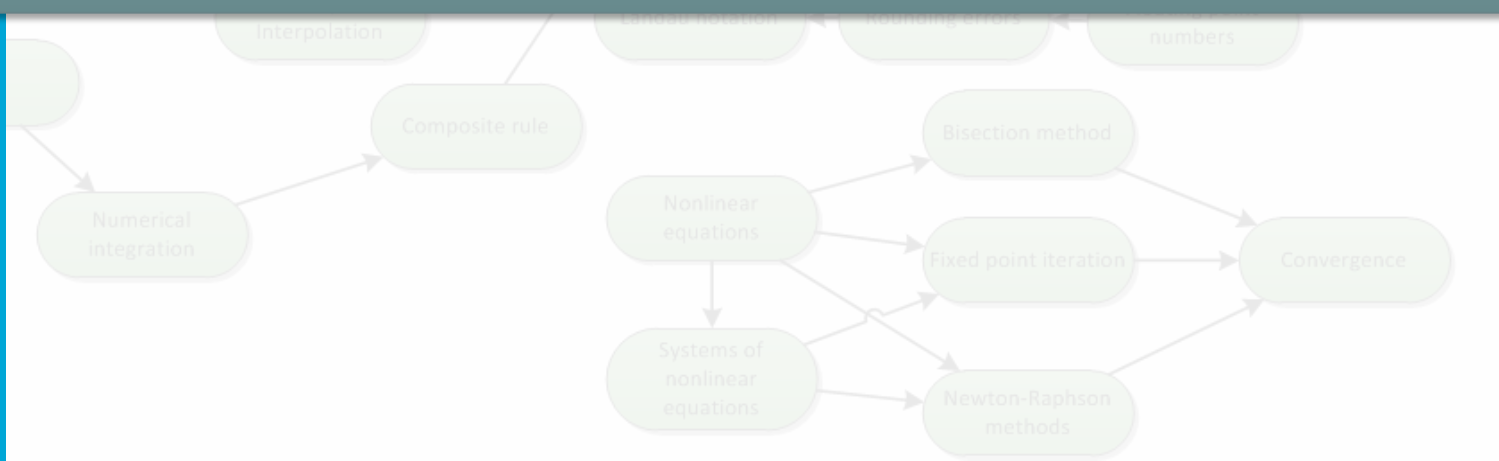 Interpolation
Landau notation
Rounding errors
numbers
Composite rule
Bisection method
Numerical
integration
Nonlinear
equations
Fixed point iteration
Convergence
Systems of
nonlinear
equations
Newton-Raphson
methods